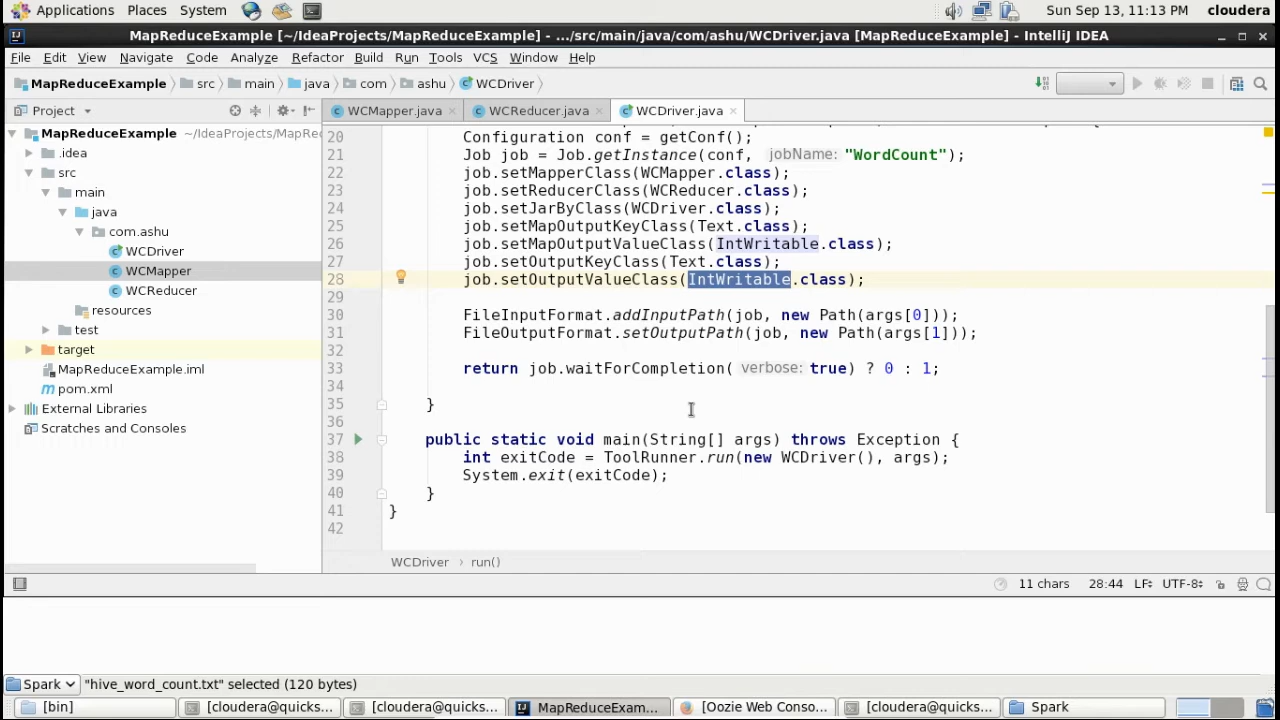 Applications Places System Sun Sep 13, 11:13 PM cloudera
MapReduceExample [~/IdeaProjects/MapReduceExample] - .../src/main/java/com/ashu/WCDriver.java [MapReduceExample] - IntelliJ IDEA
File Edit View Navigate Code Analyze Refactor Build Run Tools VCS Window Help
MapReduceExample src main java com ashu WCDriver
Project
WCMapper.java WCReducer.java WCDriver.java
MapReduceExample ~/IdeaProjects/MapRed
.idea
src
main
java
com.ashu
WCDriver
WCMapper
WCReducer
resources
test
target
MapReduceExample.iml
pom.xml
External Libraries
Scratches and Consoles
20 Configuration conf = getConf();
21 Job job = Job.getInstance(conf, jobName: "WordCount");
22 job.setMapperClass(WCMapper.class);
23 job.setReducerClass(WCReducer.class);
24 job.setJarByClass(WCDriver.class);
25 job.setMapOutputKeyClass(Text.class);
26 job.setMapOutputValueClass(IntWritable.class);
27 job.setOutputKeyClass(Text.class);
28 job.setOutputValueClass(IntWritable.class);
29
30 FileInputFormat.addInputPath(job, new Path(args[0]));
31 FileOutputFormat.setOutputPath(job, new Path(args[1]));
32
33 return job.waitForCompletion( verbose: true) ? 0 : 1;
34
35 }
36
37 public static void main(String[] args) throws Exception {
38 int exitCode = ToolRunner.run(new WCDriver(), args);
39 System.exit(exitCode);
40 }
41 }
42
WCDriver › run()
11 chars 28:44 LF UTF-8
Spark "hive_word_count.txt" selected (120 bytes)
[bin] [cloudera@quicks... [cloudera@quicks... MapReduceExam... [Oozie Web Conso... [cloudera@quicks... Spark